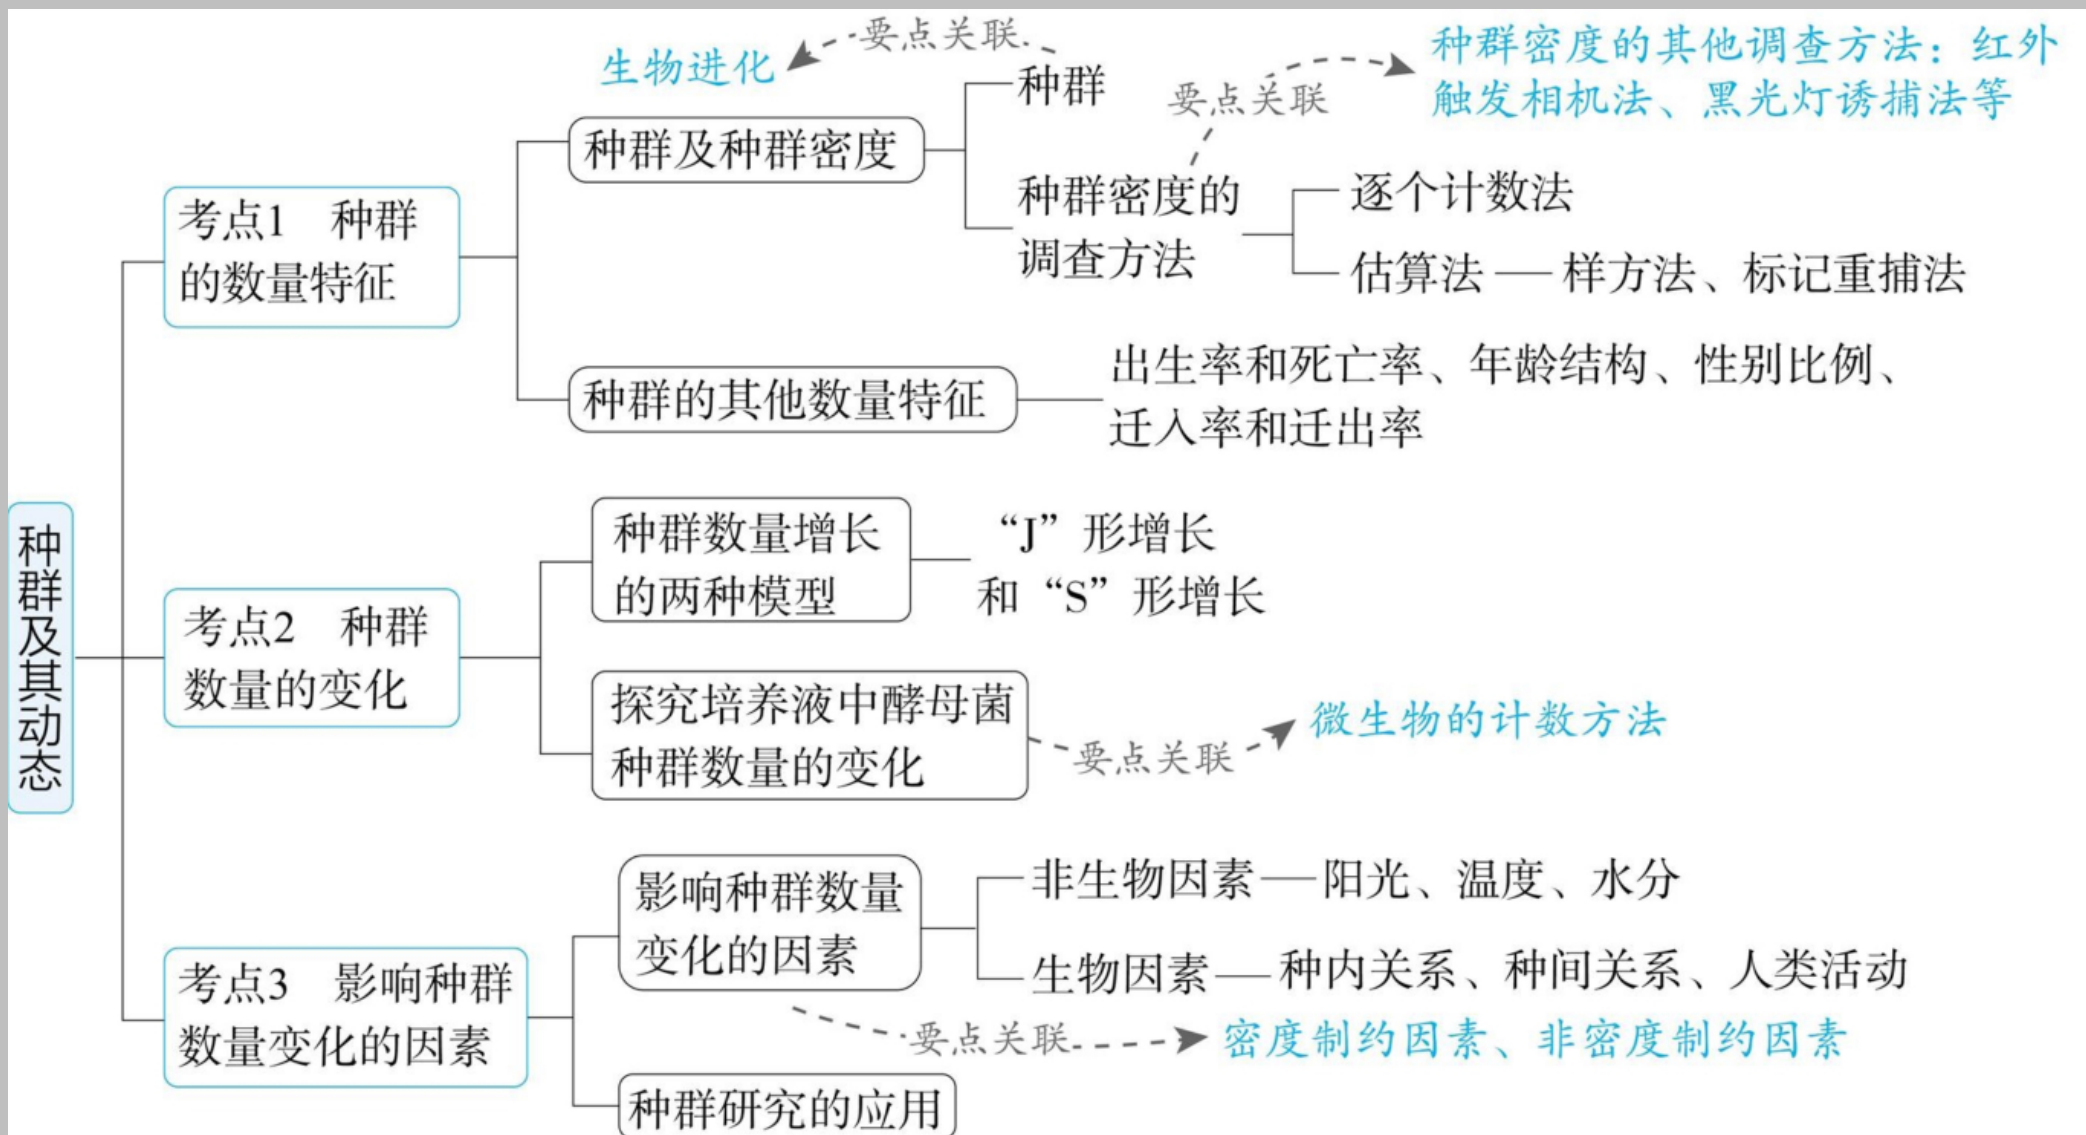 种群及其动态
考点1 种群
的数量特征
种群及种群密度
种群
要点关联
生物进化
种群密度的
调查方法
要点关联
种群密度的其他调查方法：红外
触发相机法、黑光灯诱捕法等
逐个计数法
估算法 — 样方法、标记重捕法
种群的其他数量特征
出生率和死亡率、年龄结构、性别比例、
迁入率和迁出率
考点2 种群
数量的变化
种群数量增长
的两种模型
“J”形增长
和“S”形增长
探究培养液中酵母菌
种群数量的变化
要点关联
微生物的计数方法
考点3 影响种群
数量变化的因素
影响种群数量
变化的因素
非生物因素—阳光、温度、水分
生物因素—种内关系、种间关系、人类活动
要点关联
密度制约因素、非密度制约因素
种群研究的应用